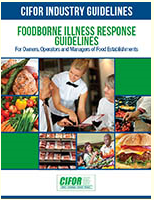 CIFOR INDUSTRY GUIDELINES
FOODBORNE ILLNESS RESPONSE
GUIDELINES
For Owners, Operators and Managers of Food Establishments
CIFOR